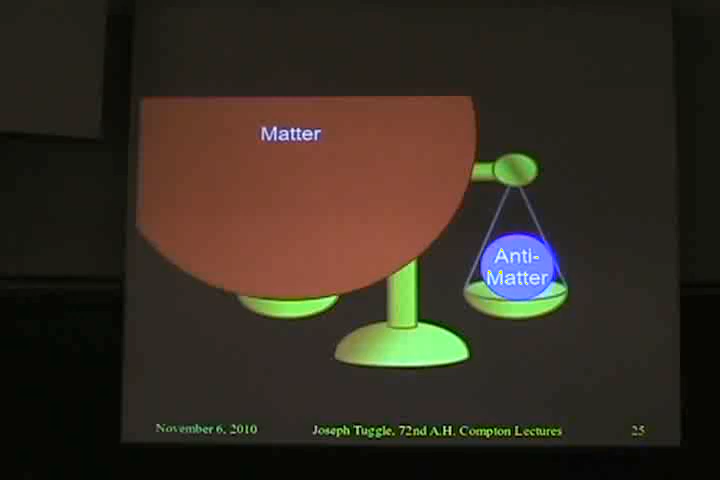 Matter
Anti-
Matter
November 6, 2010
Joseph Tuggle, 72nd A.H. Compton Lectures
25